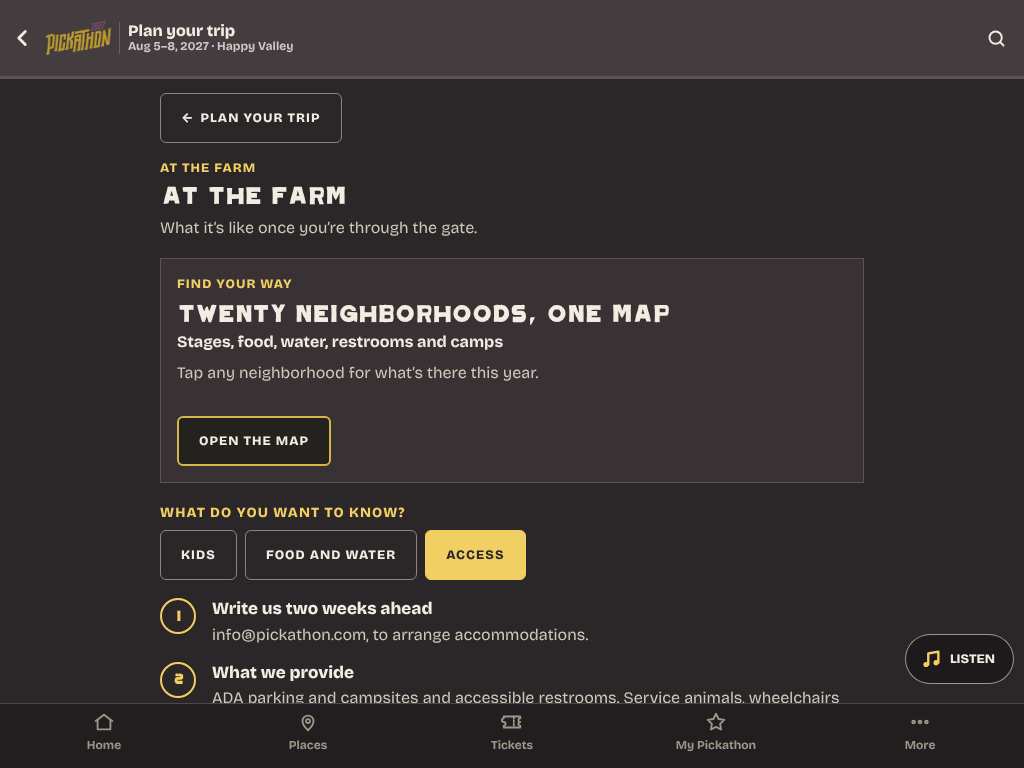 PICKATHON
Plan your trip
Aug 5–8, 2027 · Happy Valley
← PLAN YOUR TRIP
AT THE FARM
AT THE FARM
What it's like once you're through the gate.
FIND YOUR WAY
TWENTY NEIGHBORHOODS, ONE MAP
Stages, food, water, restrooms and camps
Tap any neighborhood for what's there this year.
OPEN THE MAP
WHAT DO YOU WANT TO KNOW?
KIDS
FOOD AND WATER
ACCESS
1
Write us two weeks ahead
info@pickathon.com, to arrange accommodations.
2
What we provide
ADA parking and campsites and accessible restrooms. Service animals, wheelchairs
LISTEN
Home
Places
Tickets
My Pickathon
More